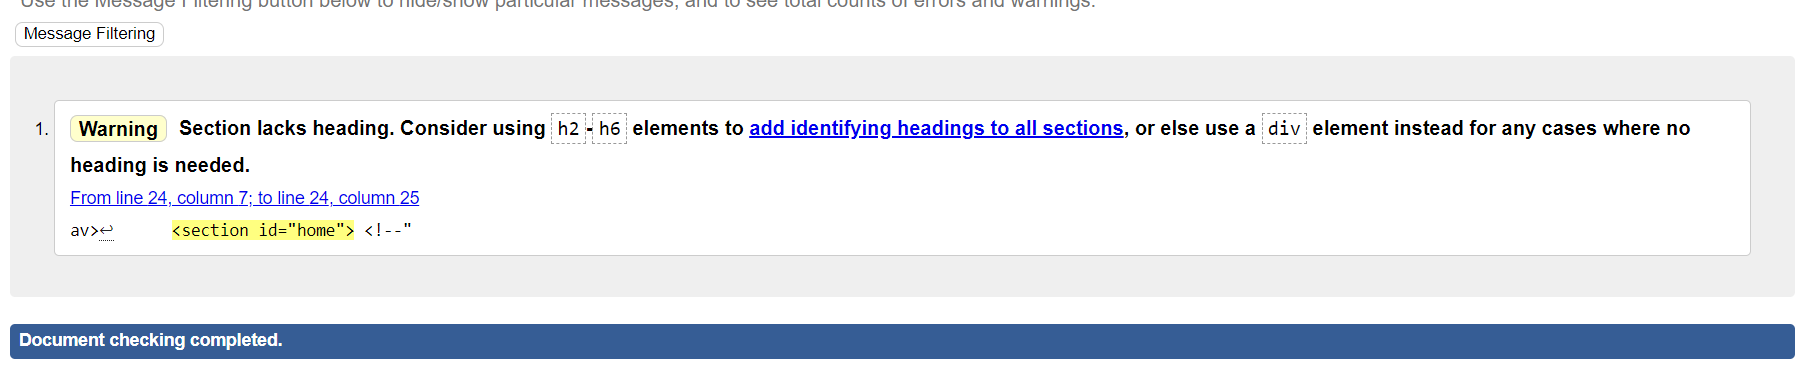 Use the Message Filtering button below to hide/show particular messages, and to see total counts of errors and warnings.
Message Filtering
1. Warning Section lacks heading. Consider using h2-h6 elements to add identifying headings to all sections, or else use a div element instead for any cases where no
heading is needed.
From line 24, column 7; to line 24, column 25
av>↩ <section id="home"> <!--"
Document checking completed.